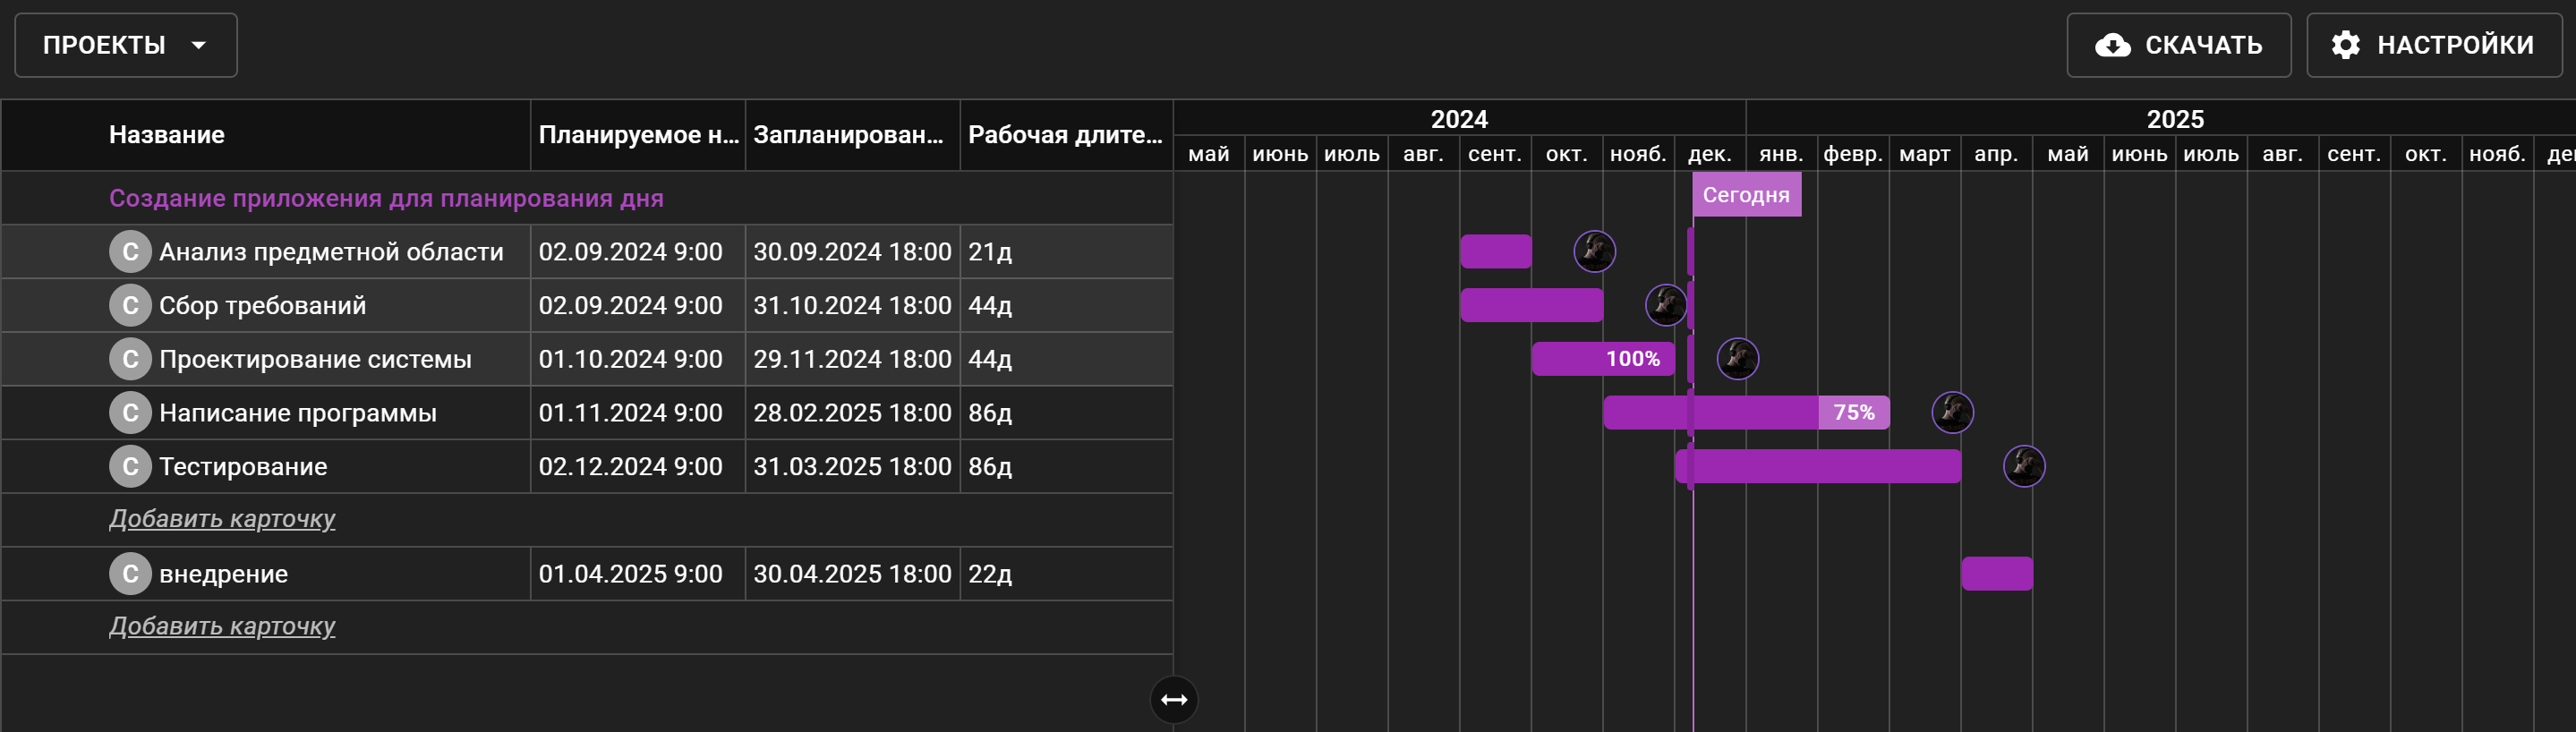 ПРОЕКТЫ
СКАЧАТЬ
НАСТРОЙКИ
Название
Планируемое н...
Запланирован...
Рабочая длите...
2024
2025
май июнь июль авг. сент. окт. нояб. дек. янв. февр. март апр. май июнь июль авг. сент. окт. нояб. де
Создание приложения для планирования дня
Сегодня
С Анализ предметной области 02.09.2024 9:00 30.09.2024 18:00 21д
С Сбор требований 02.09.2024 9:00 31.10.2024 18:00 44д
С Проектирование системы 01.10.2024 9:00 29.11.2024 18:00 44д 100%
С Написание программы 01.11.2024 9:00 28.02.2025 18:00 86д 75%
С Тестирование 02.12.2024 9:00 31.03.2025 18:00 86д
Добавить карточку
С внедрение 01.04.2025 9:00 30.04.2025 18:00 22д
Добавить карточку